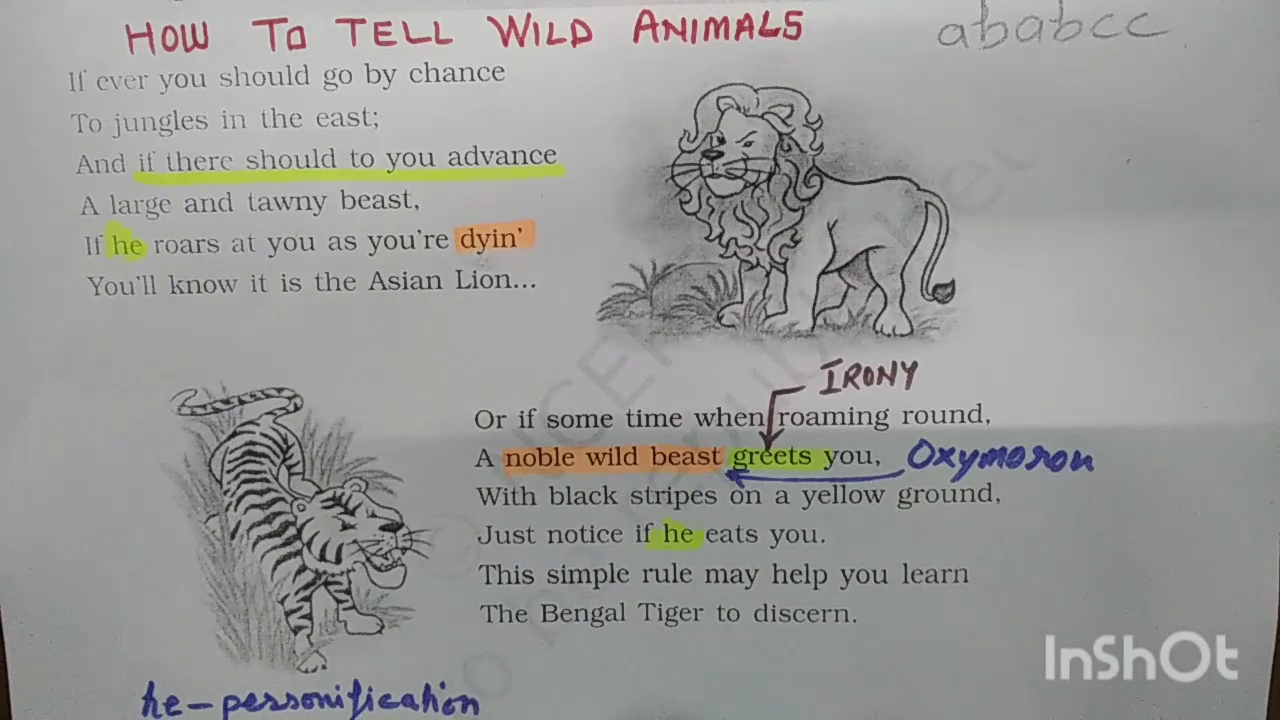 HOW TO TELL WILD ANIMALS
ababcc
If ever you should go by chance
To jungles in the east;
And if there should to you advance
A large and tawny beast,
If he roars at you as you're dyin'
You'll know it is the Asian Lion...
IRONY
Or if some time when roaming round,
A noble wild beast greets you, Oxymoron
With black stripes on a yellow ground,
Just notice if he eats you.
This simple rule may help you learn
The Bengal Tiger to discern.
InShOt
he - personification